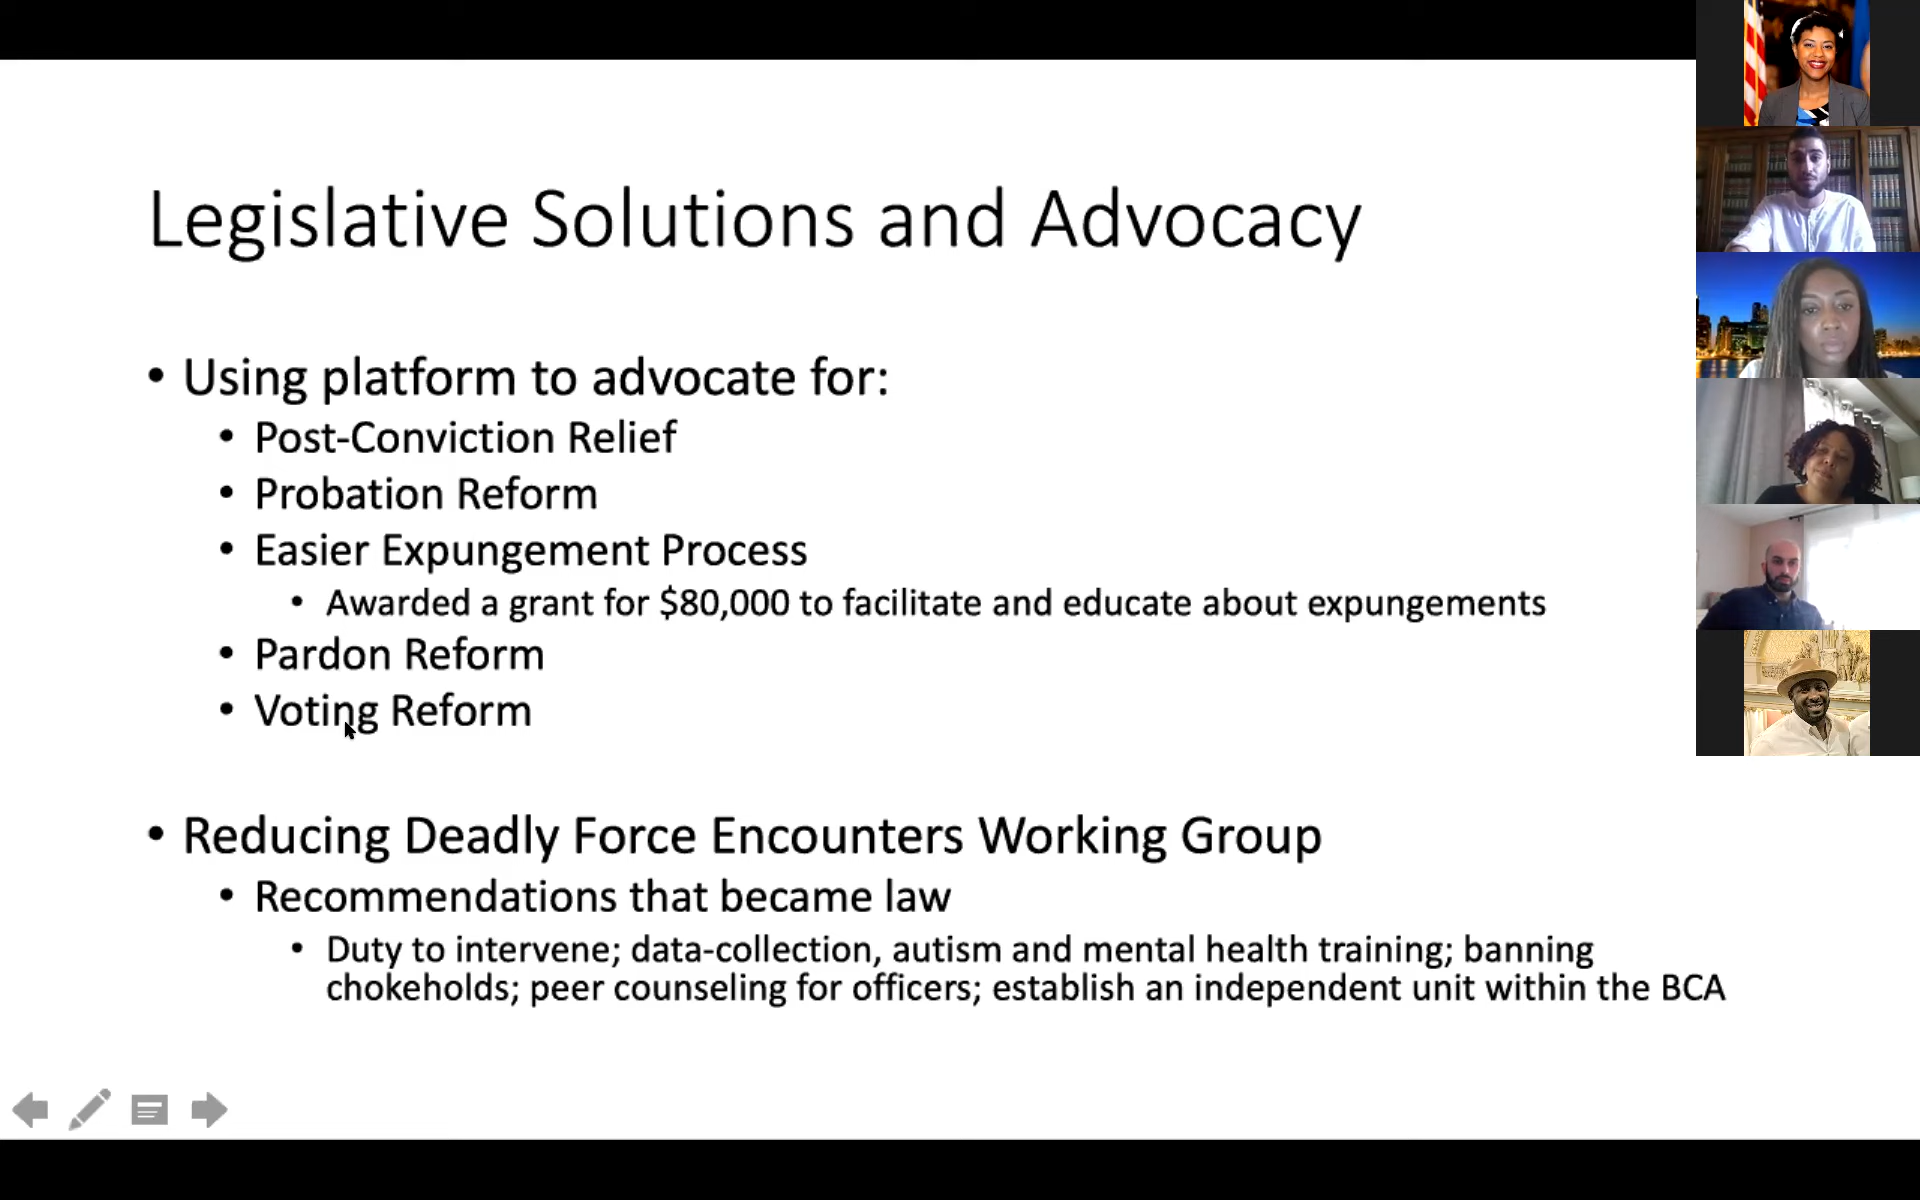 Legislative Solutions and Advocacy
• Using platform to advocate for:
• Post-Conviction Relief
• Probation Reform
• Easier Expungement Process
• Awarded a grant for $80,000 to facilitate and educate about expungements
• Pardon Reform
• Voting Reform
• Reducing Deadly Force Encounters Working Group
• Recommendations that became law
• Duty to intervene; data-collection, autism and mental health training; banning
chokeholds; peer counseling for officers; establish an independent unit within the BCA